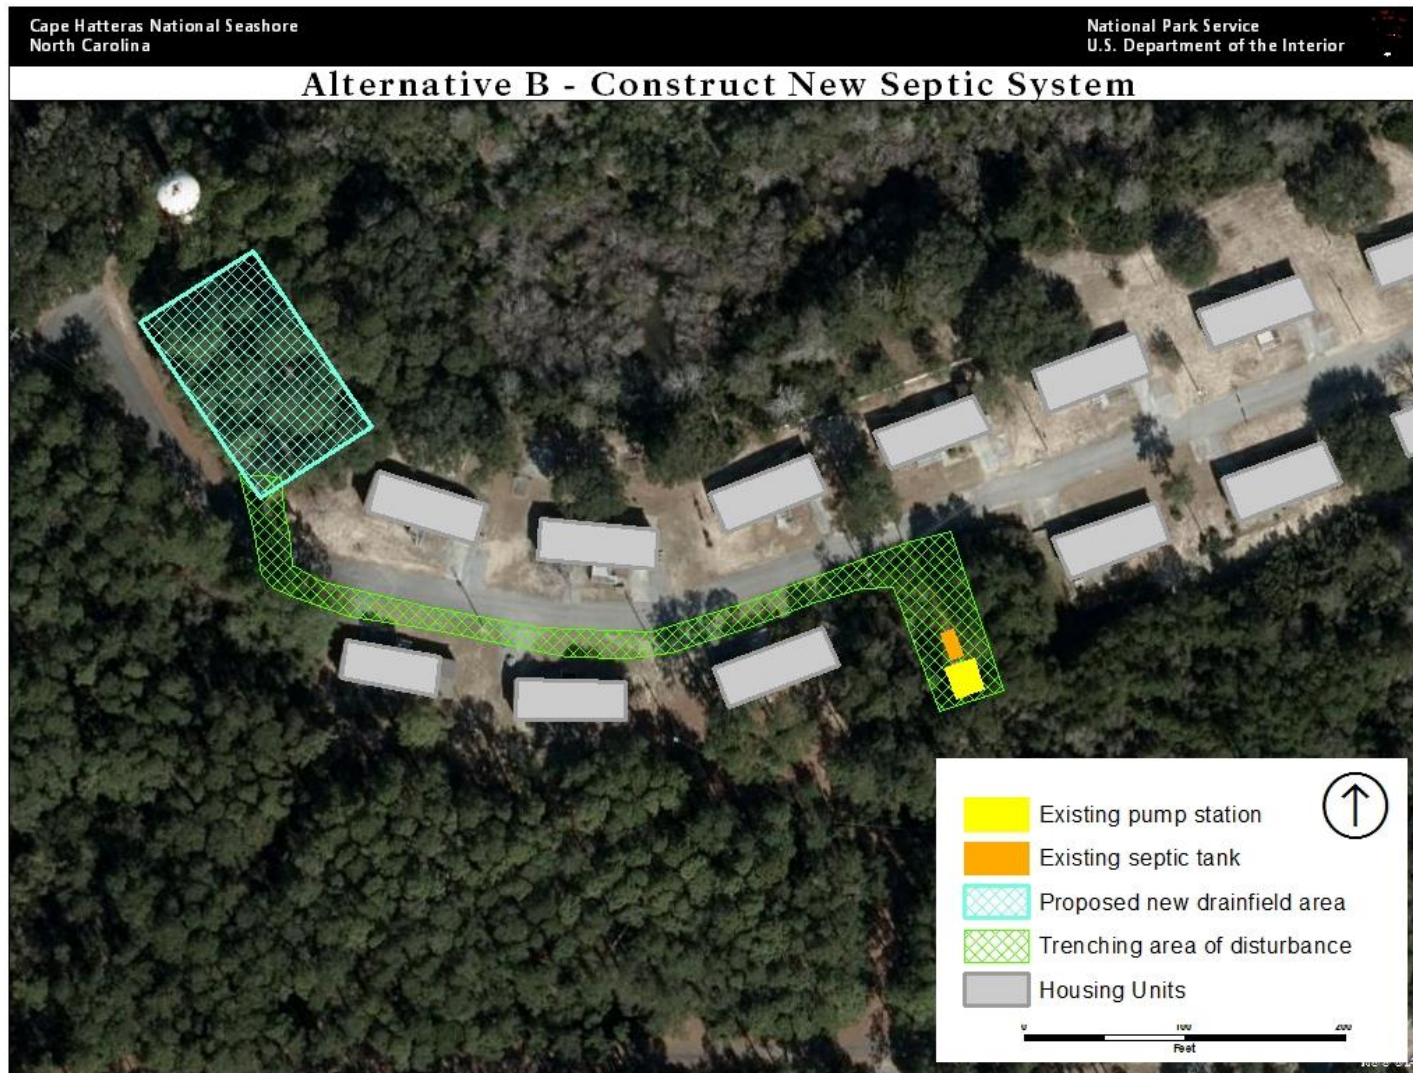 Cape Hatteras National Seashore
North Carolina
National Park Service
U.S. Department of the Interior
Alternative B - Construct New Septic System
Existing pump station
Existing septic tank
Proposed new drainfield area
Trenching area of disturbance
Housing Units
0 100 200
Feet